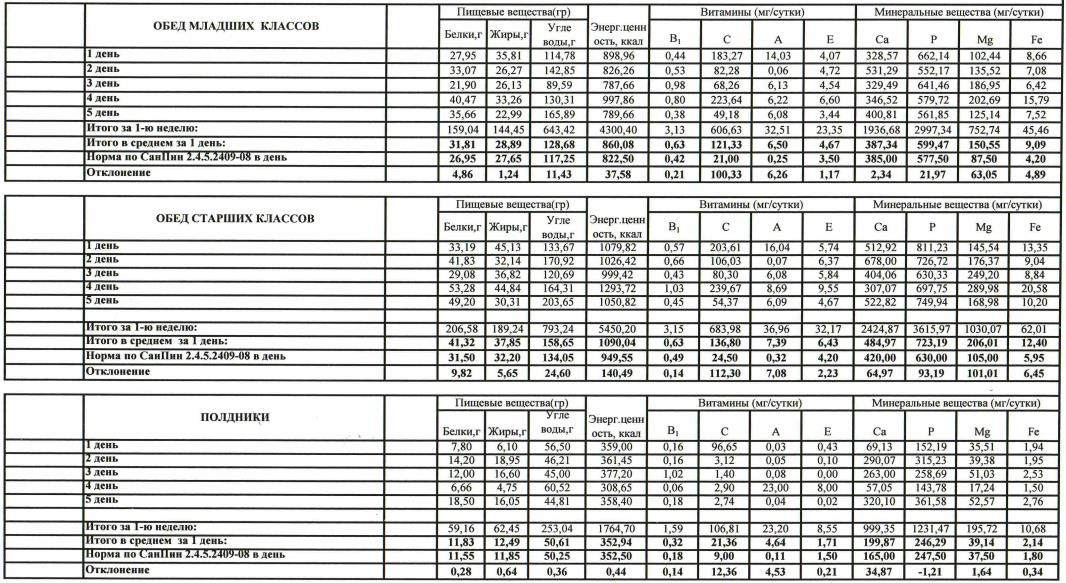 ОБЕД МЛАДШИХ КЛАССОВ Пищевые вещества(гр) Энерг.ценн ость, ккал Витамины (мг/сутки) Минеральные вещества (мг/сутки)
Белки,г Жиры,г Угле воды,г B1 C A E Ca P Mg Fe
1 день 27,95 35,81 114,78 898,96 0,44 183,27 14,03 4,07 328,57 662,14 102,44 8,66
2 день 33,07 26,27 142,85 826,26 0,53 82,28 0,06 4,72 531,29 552,17 135,52 7,08
3 день 21,90 26,13 89,59 787,66 0,98 68,26 6,13 4,54 329,49 641,46 186,95 6,42
4 день 40,47 33,26 130,31 997,86 0,80 223,64 6,22 6,60 346,52 579,72 202,69 15,79
5 день 35,66 22,99 165,89 789,66 0,38 49,18 6,08 3,44 400,81 561,85 125,14 7,52
Итого за 1-ю неделю: 159,04 144,45 643,42 4300,40 3,13 606,63 32,51 23,35 1936,68 2997,34 752,74 45,46
Итого в среднем за 1 день: 31,81 28,89 128,68 860,08 0,63 121,33 6,50 4,67 387,34 599,47 150,55 9,09
Норма по СанПин 2.4.5.2409-08 в день 26,95 27,65 117,25 822,50 0,42 21,00 0,25 3,50 385,00 577,50 87,50 4,20
Отклонение 4,86 1,24 11,43 37,58 0,21 100,33 6,26 1,17 2,34 21,97 63,05 4,89
ОБЕД СТАРШИХ КЛАССОВ Пищевые вещества(гр) Энерг.ценн ость, ккал Витамины (мг/сутки) Минеральные вещества (мг/сутки)
Белки,г Жиры,г Угле воды,г B1 C A E Ca P Mg Fe
1 день 33,19 45,13 133,67 1079,82 0,57 203,61 16,04 5,74 512,92 811,23 145,54 13,35
2 день 41,83 32,14 170,92 1026,42 0,66 106,03 0,07 6,37 678,00 726,72 176,37 9,04
3 день 29,08 36,82 120,69 999,42 0,43 80,30 6,08 5,84 404,06 630,33 249,20 8,84
4 день 53,28 44,84 164,31 1293,72 1,03 239,67 8,69 9,55 307,07 697,75 289,98 20,58
5 день 49,20 30,31 203,65 1050,82 0,45 54,37 6,09 4,67 522,82 749,94 168,98 10,20
Итого за 1-ю неделю: 206,58 189,24 793,24 5450,20 3,15 683,98 36,96 32,17 2424,87 3615,97 1030,07 62,01
Итого в среднем за 1 день: 41,32 37,85 158,65 1090,04 0,63 136,80 7,39 6,43 484,97 723,19 206,01 12,40
Норма по СанПин 2.4.5.2409-08 в день 31,50 32,20 134,05 949,55 0,49 24,50 0,32 4,20 420,00 630,00 105,00 5,95
Отклонение 9,82 5,65 24,60 140,49 0,14 112,30 7,08 2,23 64,97 93,19 101,01 6,45
ПОЛДНИКИ Пищевые вещества(гр) Энерг.ценн ость, ккал Витамины (мг/сутки) Минеральные вещества (мг/сутки)
Белки,г Жиры,г Угле воды,г B1 C A E Ca P Mg Fe
1 день 7,80 6,10 56,50 359,00 0,16 96,65 0,03 0,43 69,13 152,19 35,51 1,94
2 день 14,20 18,95 46,21 361,45 0,16 3,12 0,05 0,10 290,07 315,23 39,38 1,95
3 день 12,00 16,60 45,00 377,20 1,02 1,40 0,08 0,00 263,00 258,69 51,03 2,53
4 день 6,66 4,75 60,52 308,65 0,06 2,90 23,00 8,00 57,05 143,78 17,24 1,50
5 день 18,50 16,05 44,81 358,40 0,18 2,74 0,04 0,02 320,10 361,58 52,57 2,76
Итого за 1-ю неделю: 59,16 62,45 253,04 1764,70 1,59 106,81 23,20 8,55 999,35 1231,47 195,72 10,68
Итого в среднем за 1 день: 11,83 12,49 50,61 352,94 0,32 21,36 4,64 1,71 199,87 246,29 39,14 2,14
Норма по СанПин 2.4.5.2409-08 в день 11,55 11,85 50,25 352,50 0,18 9,00 0,11 1,50 165,00 247,50 37,50 1,80
Отклонение 0,28 0,64 0,36 0,44 0,14 12,36 4,53 0,21 34,87 -1,21 1,64 0,34